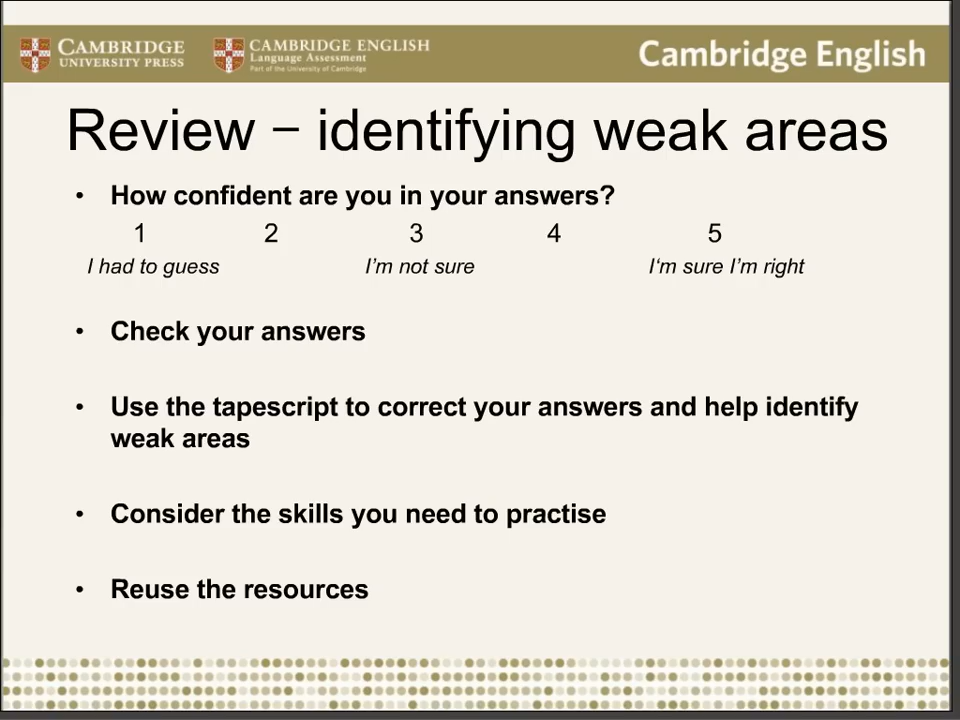 CAMBRIDGE
UNIVERSITY PRESS
CAMBRIDGE ENGLISH
Language Assessment
Part of the University of Cambridge
Cambridge English
Review – identifying weak areas
• How confident are you in your answers?
1 2 3 4 5
I had to guess I’m not sure I‘m sure I’m right
• Check your answers
• Use the tapescript to correct your answers and help identify
weak areas
• Consider the skills you need to practise
• Reuse the resources